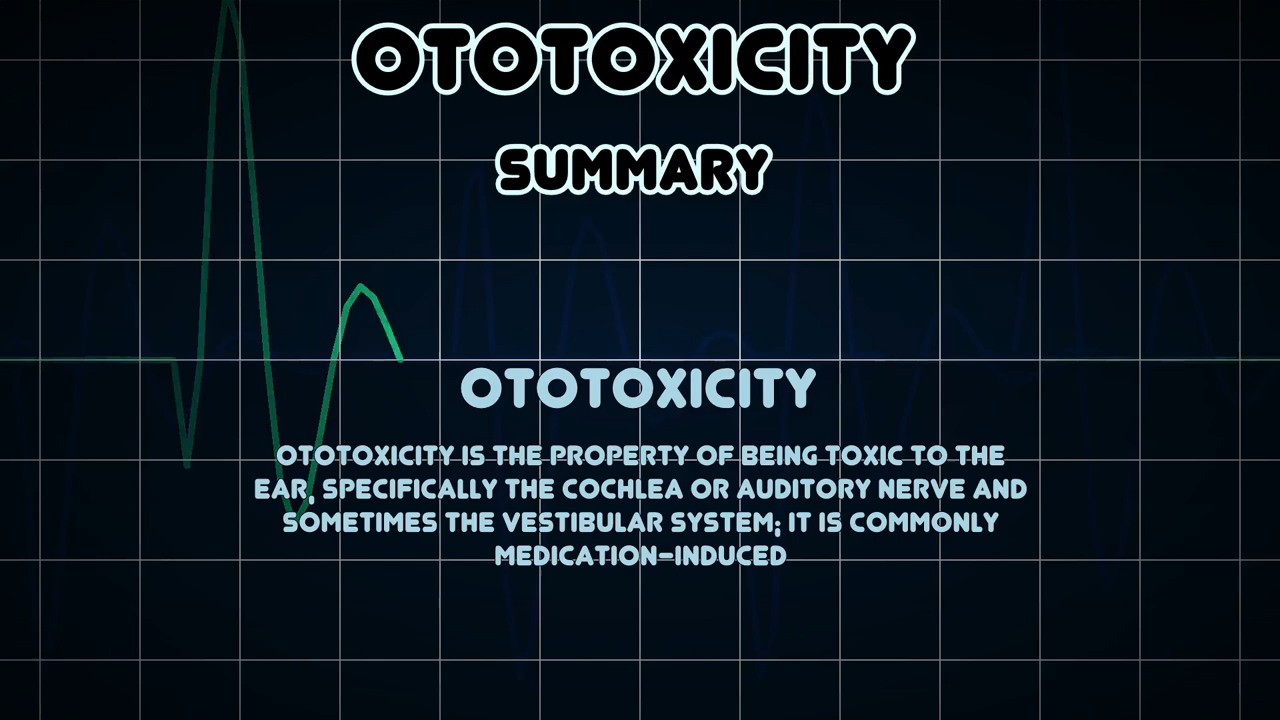 OTOTOXICITY
SUMMARY
OTOTOXICITY
OTOTOXICITY IS THE PROPERTY OF BEING TOXIC TO THE
EAR, SPECIFICALLY THE COCHLEA OR AUDITORY NERVE AND
SOMETIMES THE VESTIBULAR SYSTEM; IT IS COMMONLY
MEDICATION-INDUCED